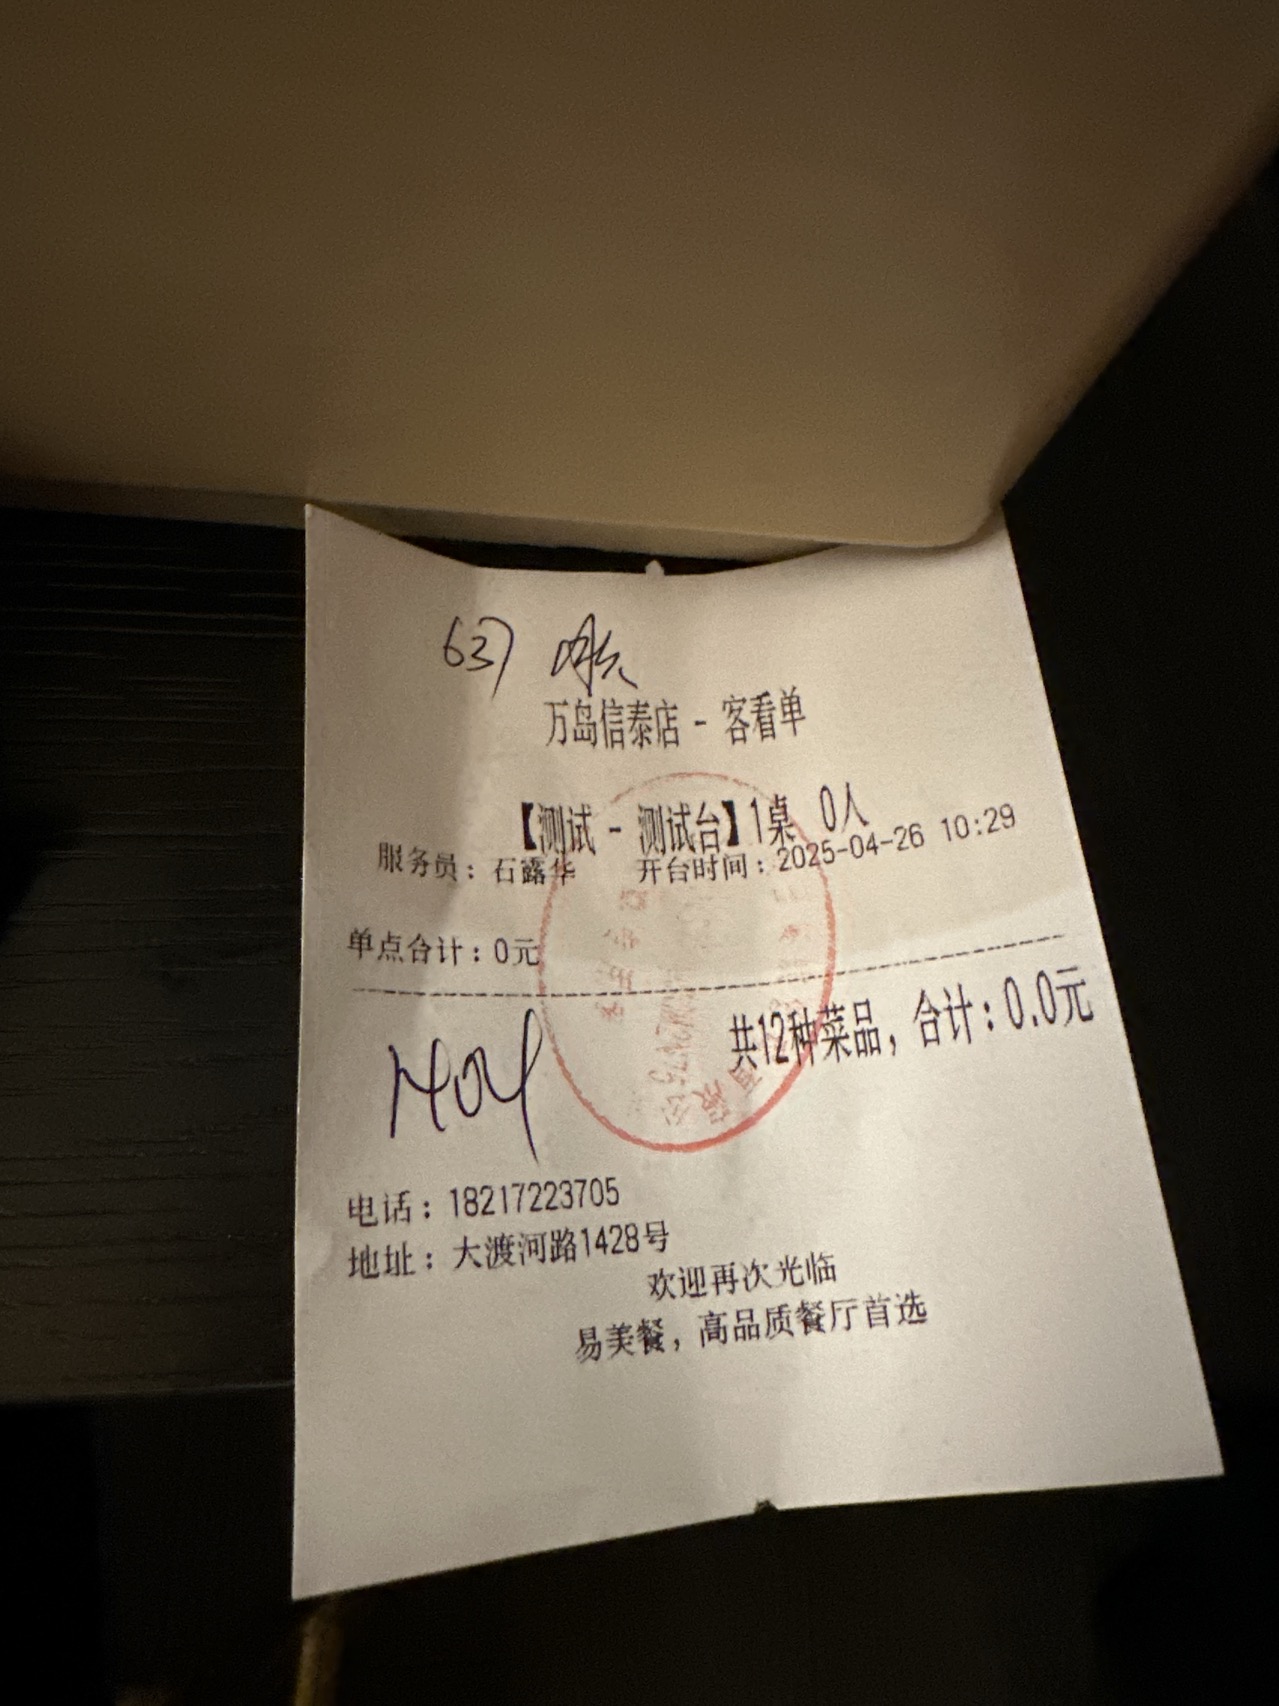 637
万岛信泰店 - 客看单
【测试 - 测试台】1桌 0人
服务员：石露华 开台时间：2025-04-26 10:29
单点合计：0元
共12种菜品，合计：0.0元
电话：18217223705
地址：大渡河路1428号
欢迎再次光临
易美餐，高品质餐厅首选